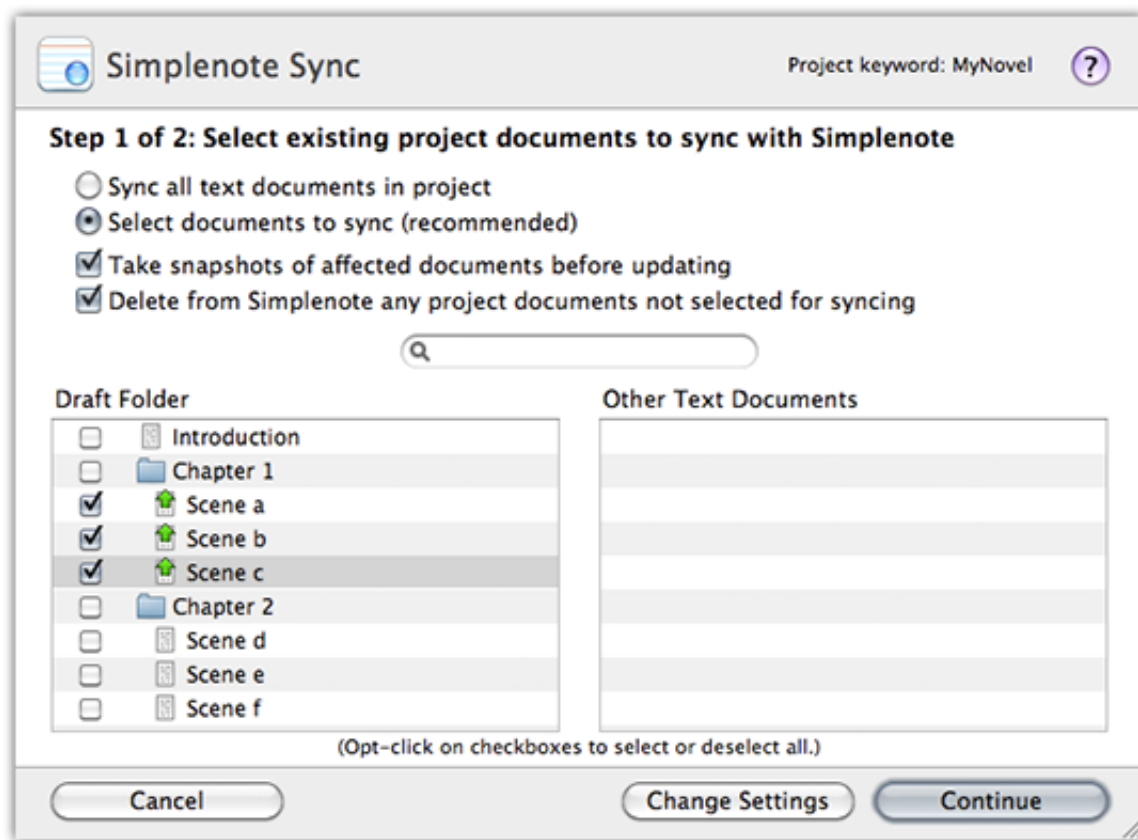 Simplenote Sync
Project keyword: MyNovel
?
Step 1 of 2: Select existing project documents to sync with Simplenote
Sync all text documents in project
Select documents to sync (recommended)
Take snapshots of affected documents before updating
Delete from Simplenote any project documents not selected for syncing
Draft Folder
Introduction
Chapter 1
Scene a
Scene b
Scene c
Chapter 2
Scene d
Scene e
Scene f
Other Text Documents
(Opt-click on checkboxes to select or deselect all.)
Cancel
Change Settings
Continue